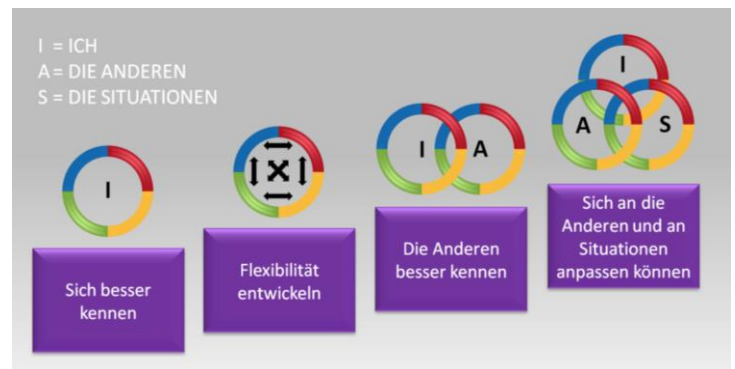 I = ICH
A = DIE ANDEREN
S = DIE SITUATIONEN
I
Sich besser
kennen
Flexibilität
entwickeln
I A
Die Anderen
besser kennen
I
A S
Sich an die
Anderen und an
Situationen
anpassen können